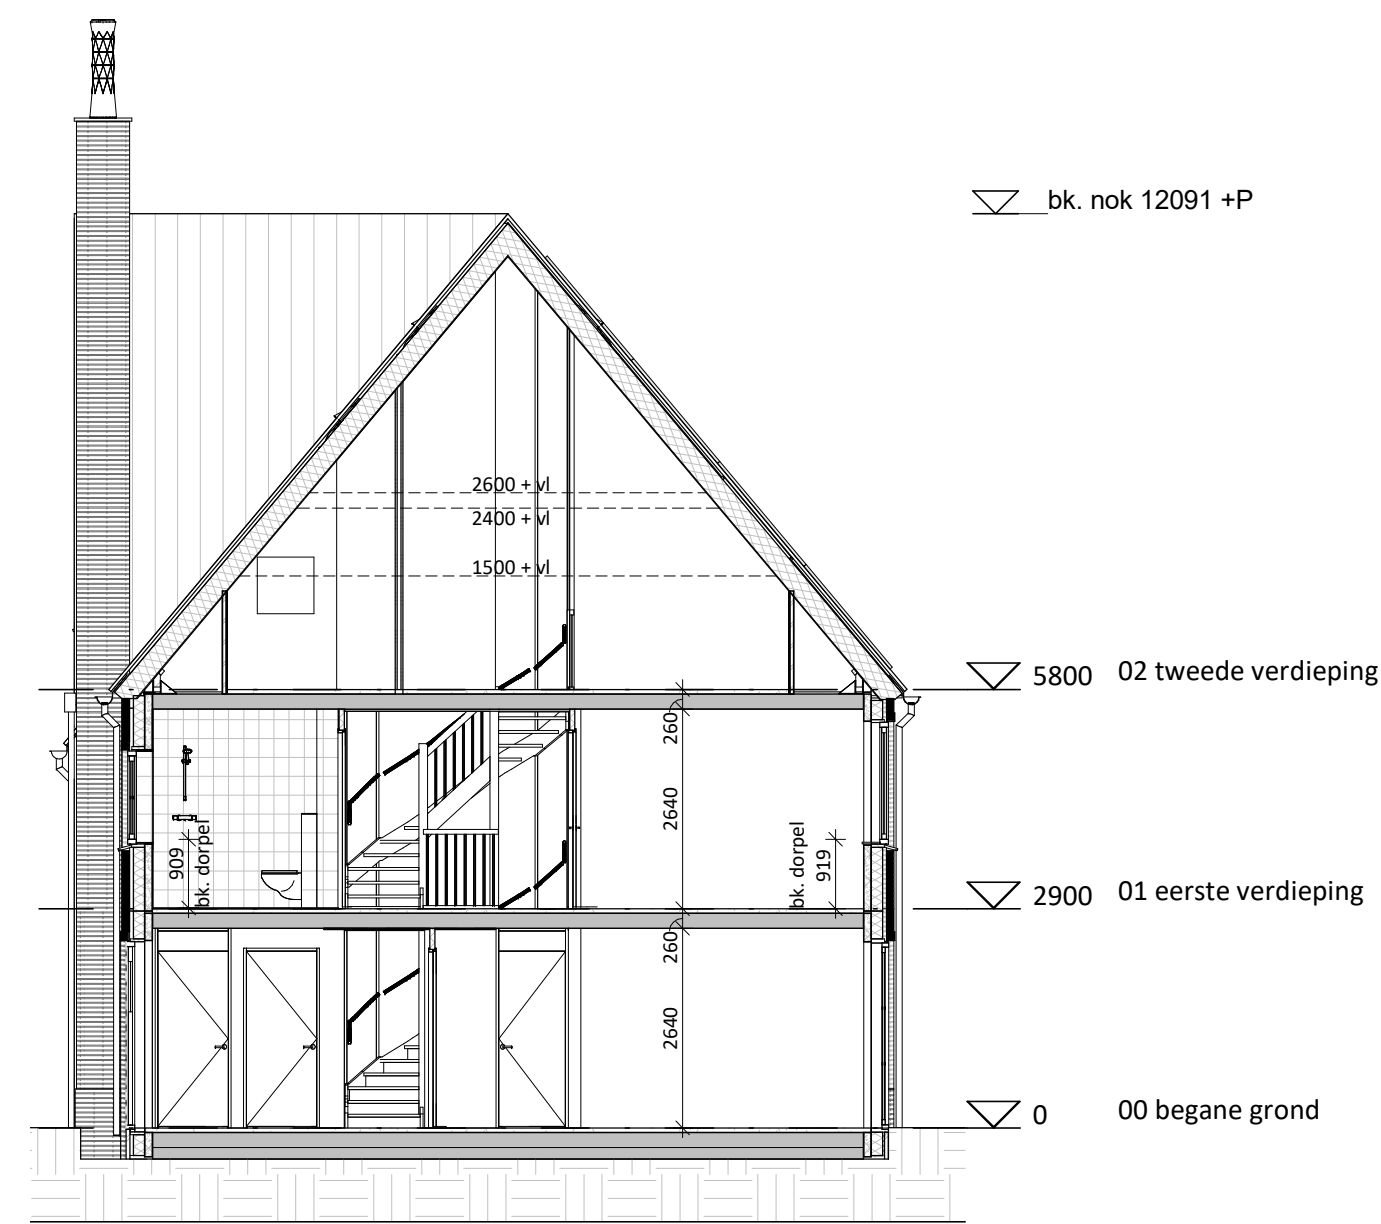 bk. nok 12091 +P
2600 + vl
2400 + vl
1500 + vl
5800 02 tweede verdieping
260
2640
909
bk. dorpel
bk. dorpel
919
2900 01 eerste verdieping
260
2640
0 00 begane grond